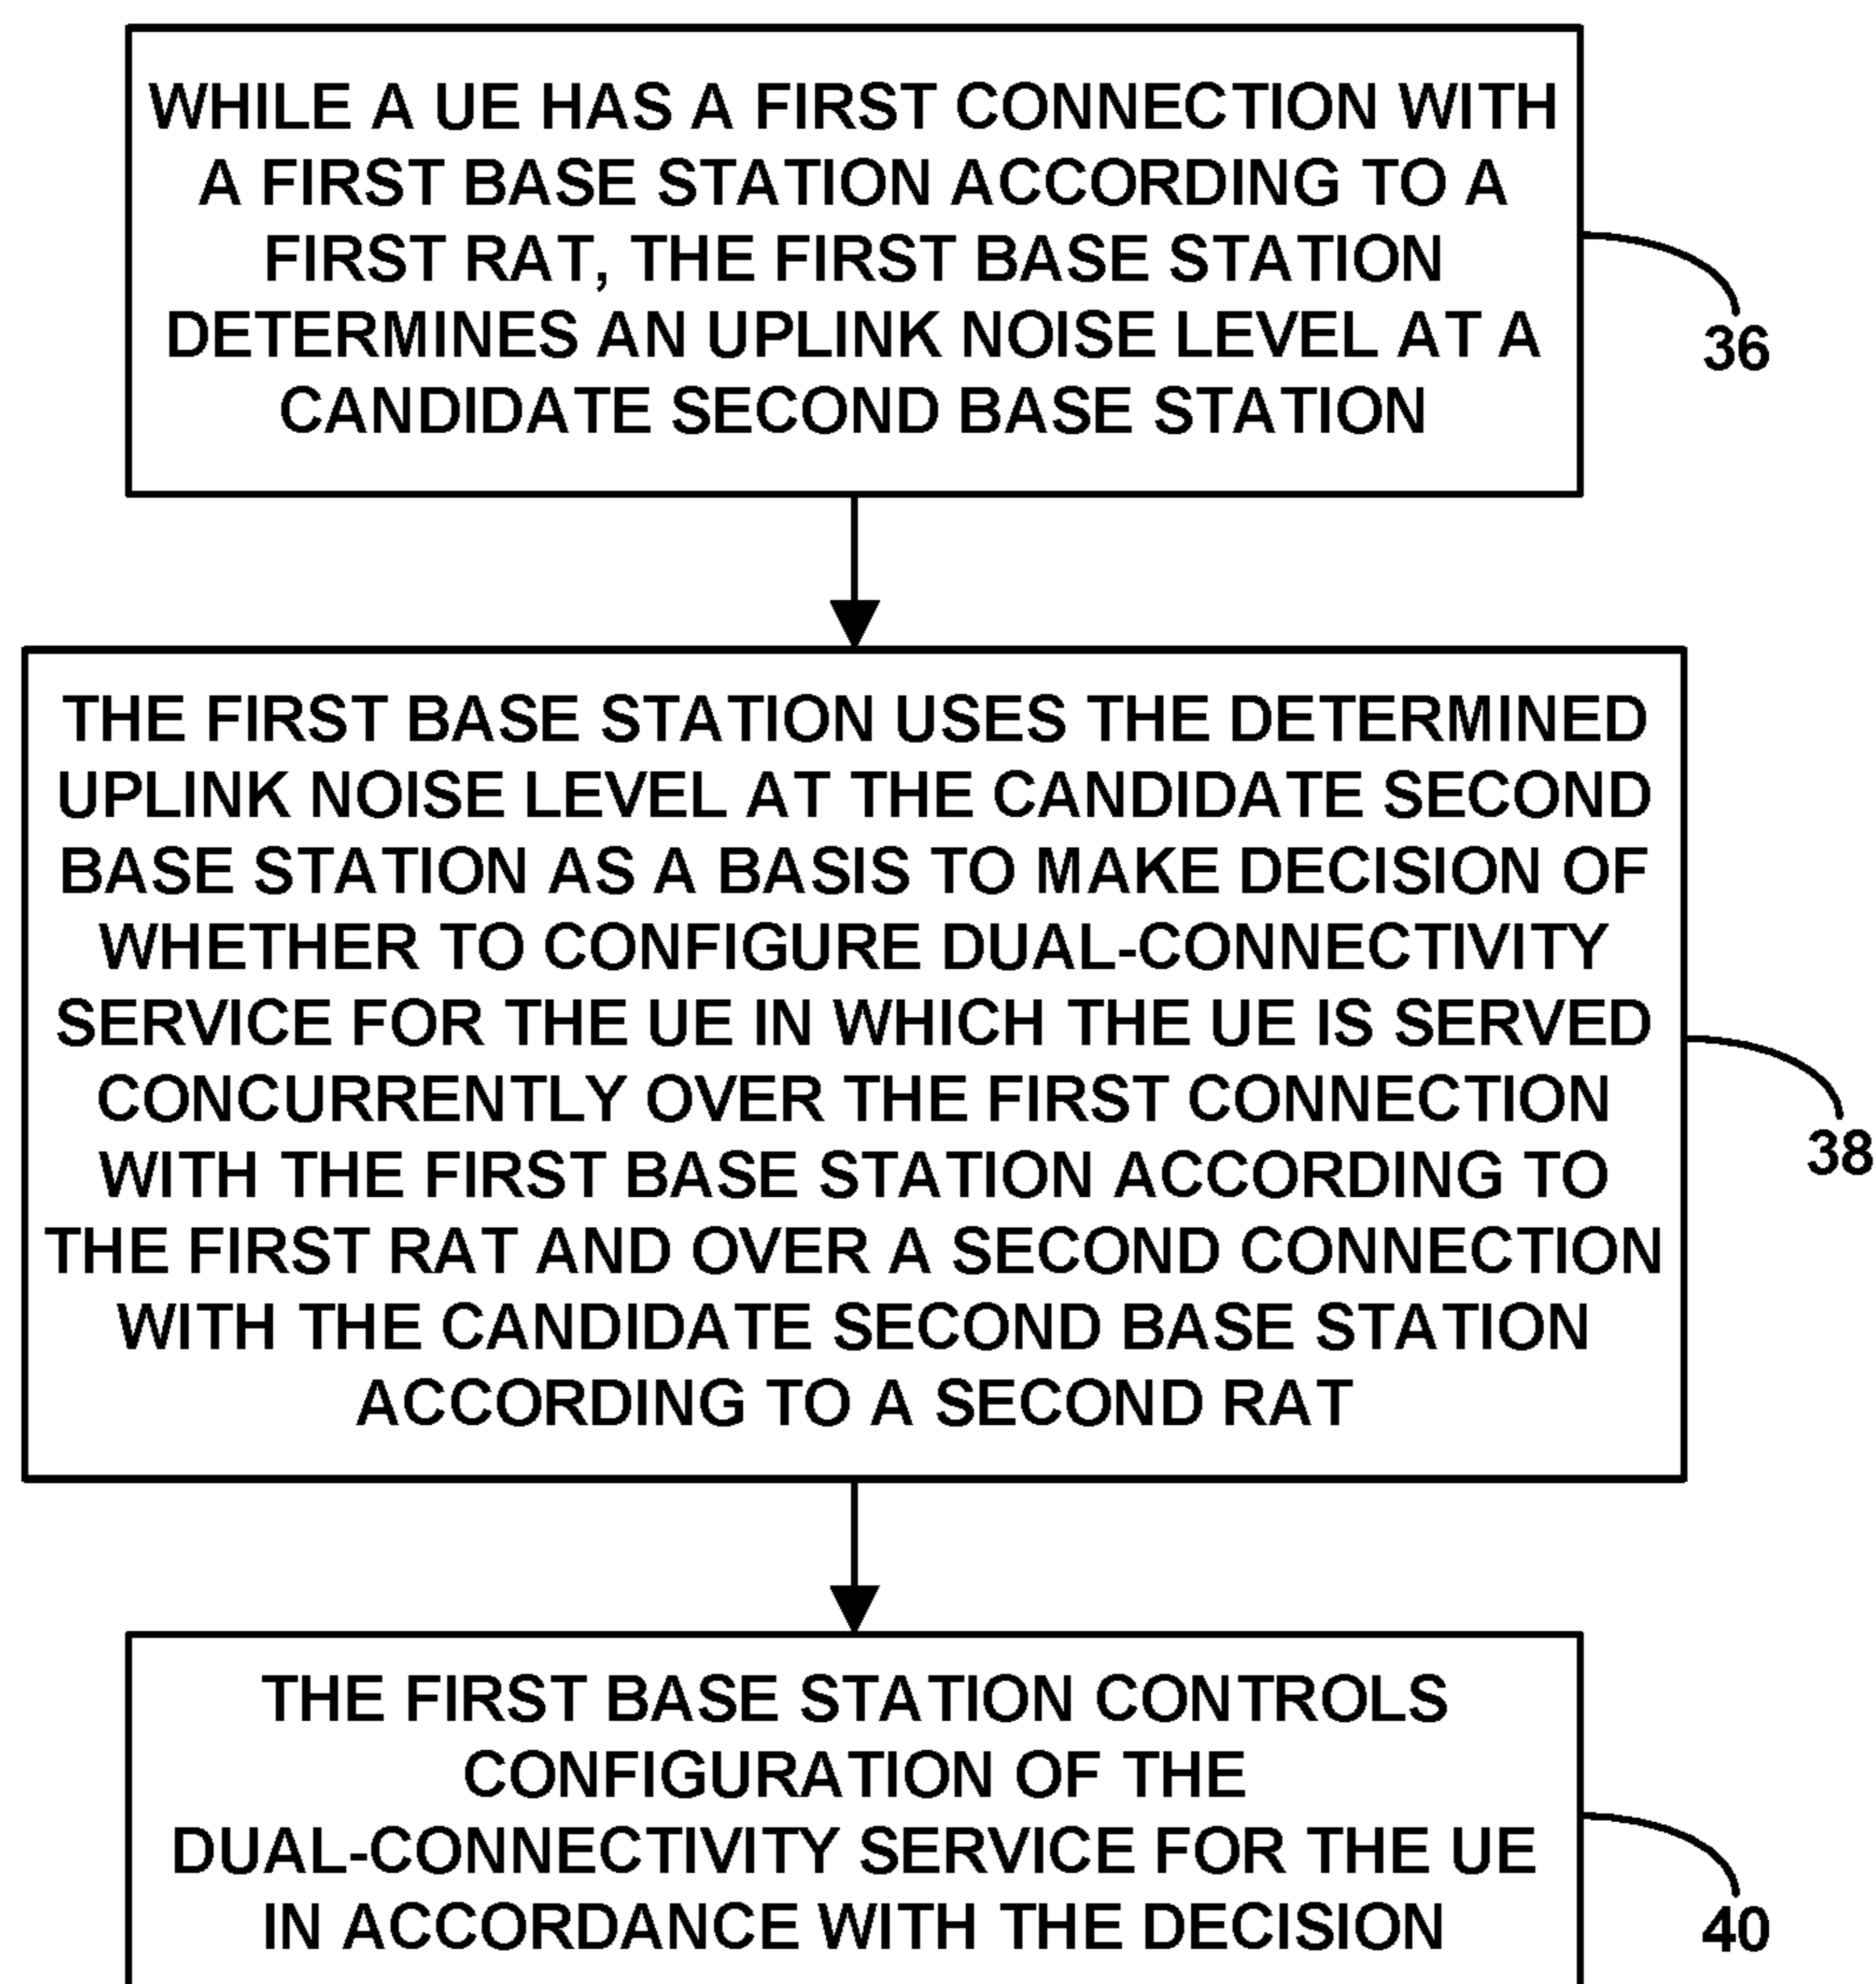 WHILE A UE HAS A FIRST CONNECTION WITH
A FIRST BASE STATION ACCORDING TO A
FIRST RAT, THE FIRST BASE STATION
DETERMINES AN UPLINK NOISE LEVEL AT A
CANDIDATE SECOND BASE STATION
36
THE FIRST BASE STATION USES THE DETERMINED
UPLINK NOISE LEVEL AT THE CANDIDATE SECOND
BASE STATION AS A BASIS TO MAKE DECISION OF
WHETHER TO CONFIGURE DUAL-CONNECTIVITY
SERVICE FOR THE UE IN WHICH THE UE IS SERVED
CONCURRENTLY OVER THE FIRST CONNECTION
WITH THE FIRST BASE STATION ACCORDING TO
THE FIRST RAT AND OVER A SECOND CONNECTION
WITH THE CANDIDATE SECOND BASE STATION
ACCORDING TO A SECOND RAT
38
THE FIRST BASE STATION CONTROLS
CONFIGURATION OF THE
DUAL-CONNECTIVITY SERVICE FOR THE UE
IN ACCORDANCE WITH THE DECISION
40